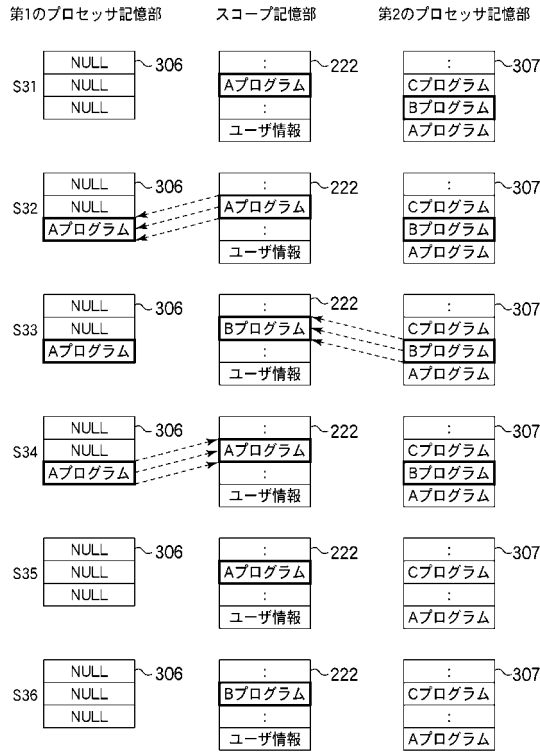 第1のプロセッサ記憶部 スコープ記憶部 第2のプロセッサ記憶部
NULL 306 : 222 : 307
S31 NULL Aプログラム Cプログラム
NULL : Bプログラム
ユーザ情報 Aプログラム
NULL 306 : 222 : 307
S32 NULL Aプログラム Cプログラム
Aプログラム : Bプログラム
ユーザ情報 Aプログラム
NULL 306 : 222 : 307
S33 NULL Bプログラム Cプログラム
Aプログラム : Bプログラム
ユーザ情報 Aプログラム
NULL 306 : 222 : 307
S34 NULL Aプログラム Cプログラム
Aプログラム : Bプログラム
ユーザ情報 Aプログラム
NULL 306 : 222 : 307
S35 NULL Aプログラム Cプログラム
NULL : :
ユーザ情報 Aプログラム
NULL 306 : 222 : 307
S36 NULL Bプログラム Cプログラム
NULL : :
ユーザ情報 Aプログラム